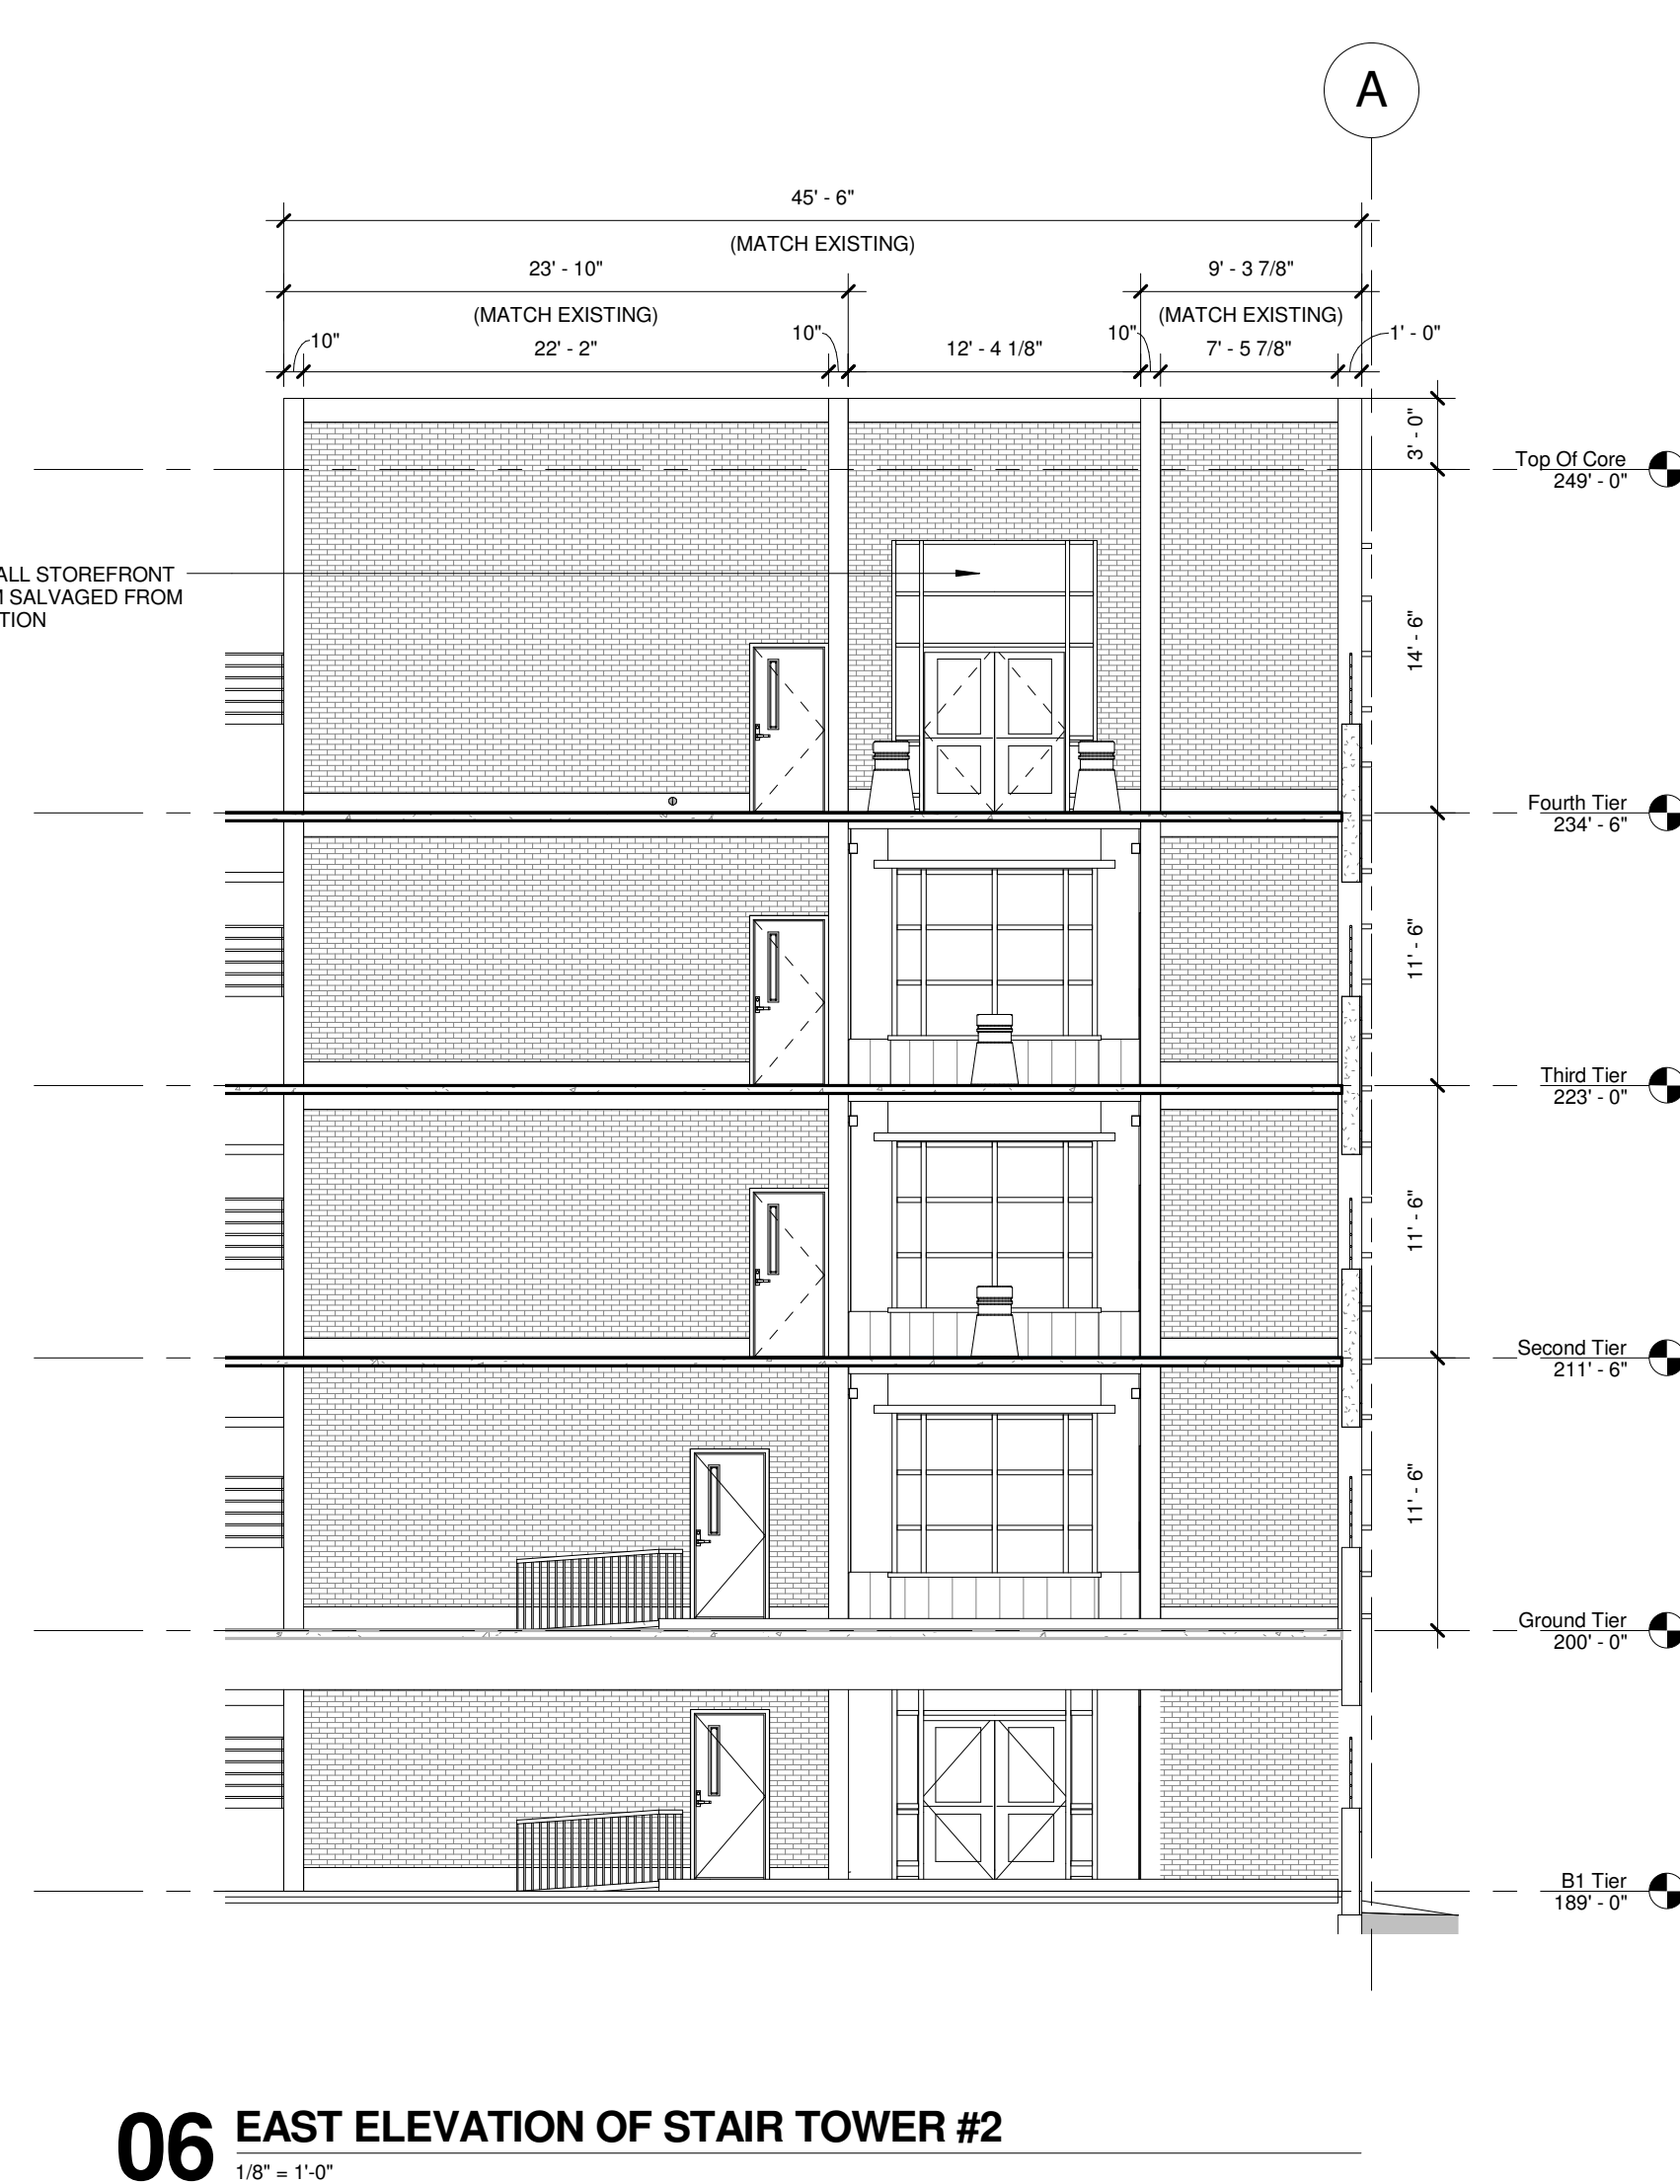 A
45' - 6"
(MATCH EXISTING)
23' - 10"
9' - 3 7/8"
(MATCH EXISTING)
(MATCH EXISTING)
10"
22' - 2"
10"
12' - 4 1/8"
10"
7' - 5 7/8"
1' - 0"
3' - 0"
Top Of Core
249' - 0"
ALL STOREFRONT
SALVAGED FROM
TION
14' - 6"
Fourth Tier
234' - 6"
11' - 6"
Third Tier
223' - 0"
11' - 6"
Second Tier
211' - 6"
11' - 6"
Ground Tier
200' - 0"
B1 Tier
189' - 0"
06 EAST ELEVATION OF STAIR TOWER #2
1/8" = 1'-0"